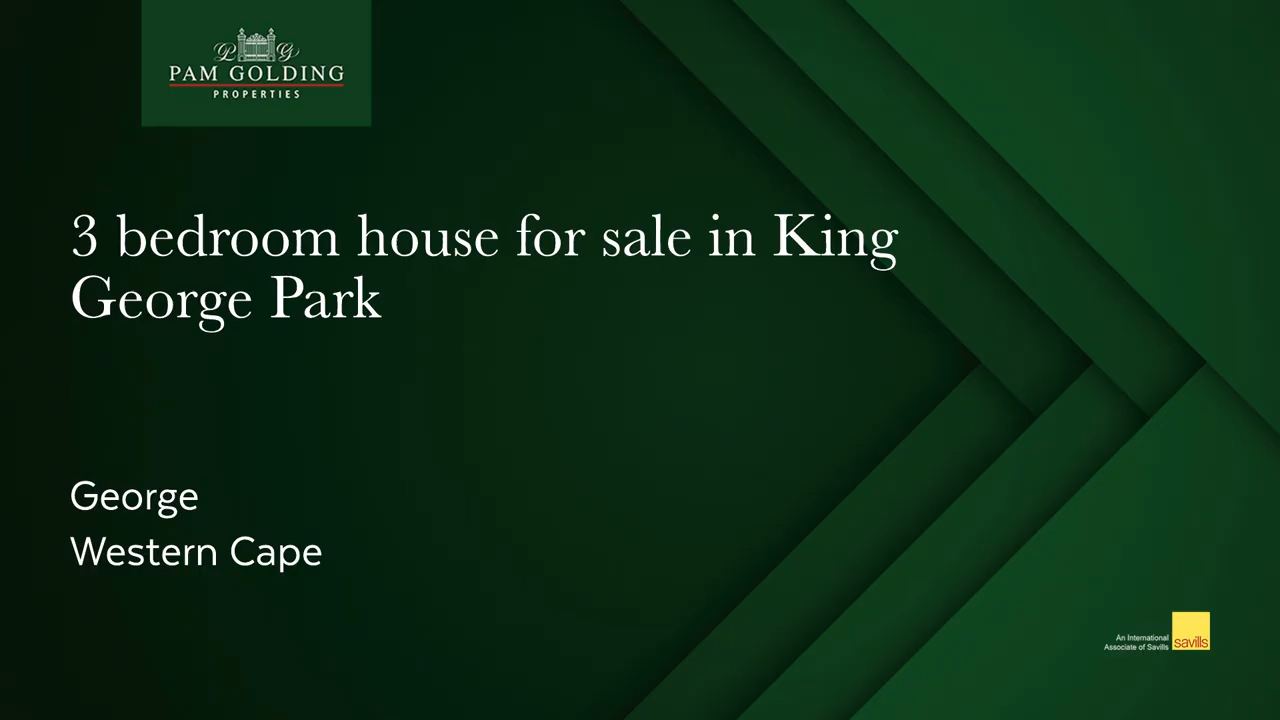 P G
PAM GOLDING
PROPERTIES
3 bedroom house for sale in King
George Park
George
Western Cape
An International
Associate of Savills
savills